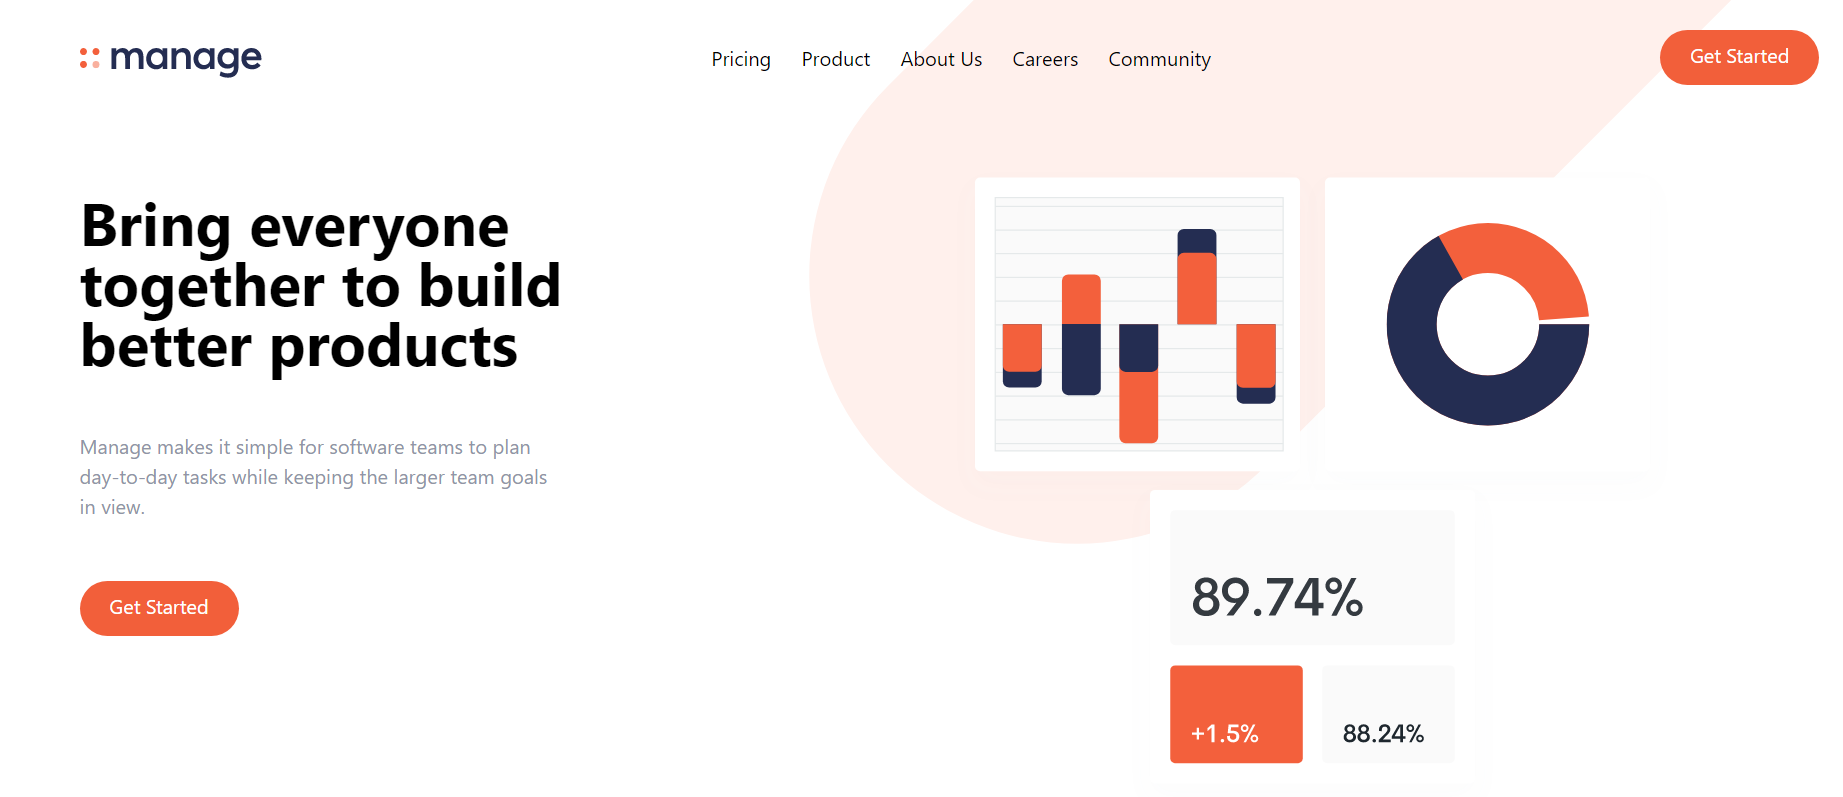 manage
Pricing
Product
About Us
Careers
Community
Get Started
Bring everyone
together to build
better products
Manage makes it simple for software teams to plan
day-to-day tasks while keeping the larger team goals
in view.
Get Started
89.74%
+1.5%
88.24%